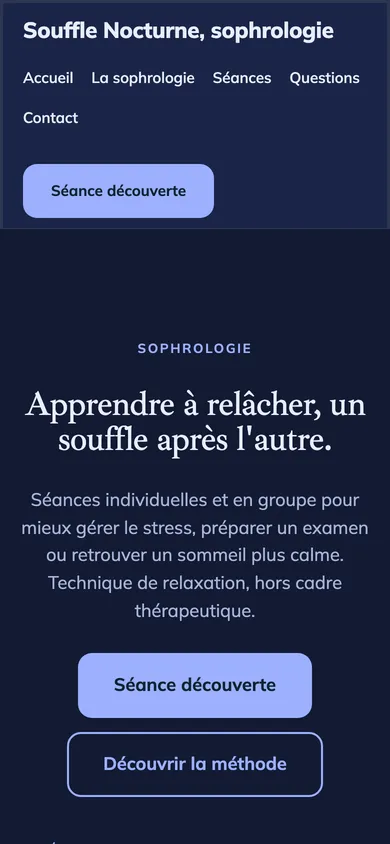 Souffle Nocturne, sophrologie
Accueil La sophrologie Séances Questions
Contact
Séance découverte
SOPHROLOGIE
Apprendre à relâcher, un
souffle après l'autre.
Séances individuelles et en groupe pour
mieux gérer le stress, préparer un examen
ou retrouver un sommeil plus calme.
Technique de relaxation, hors cadre
thérapeutique.
Séance découverte
Découvrir la méthode